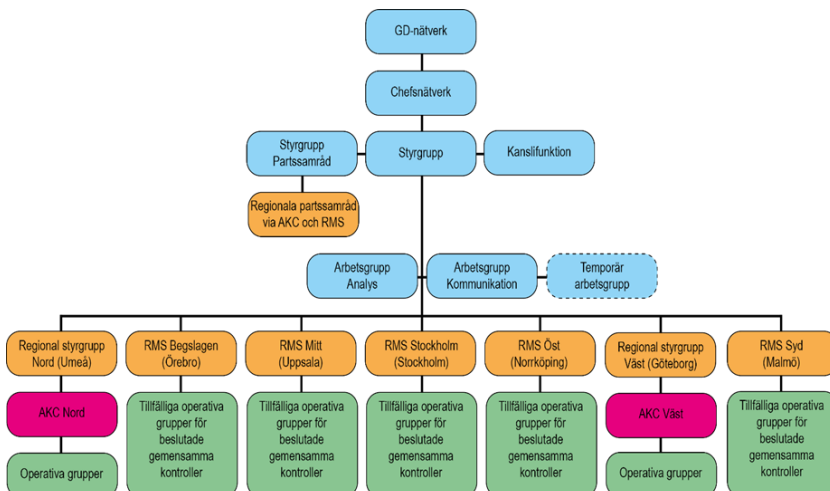 GD-nätverk
Chefsnätverk
Styrgrupp
Partssamråd
Styrgrupp
Kanslifunktion
Regionala partssamråd
via AKC och RMS
Arbetsgrupp
Analys
Arbetsgrupp
Kommunikation
Temporär
arbetsgrupp
Regional styrgrupp
Nord (Umeå)
RMS Begslagen
(Örebro)
RMS Mitt
(Uppsala)
RMS Stockholm
(Stockholm)
RMS Öst
(Norrköping)
Regional styrgrupp
Väst (Göteborg)
RMS Syd
(Malmö)
AKC Nord
Tillfälliga operativa
grupper för
beslutade
gemensamma
kontroller
Tillfälliga operativa
grupper för
beslutade
gemensamma
kontroller
Tillfälliga operativa
grupper för
beslutade
gemensamma
kontroller
Tillfälliga operativa
grupper för
beslutade
gemensamma
kontroller
AKC Väst
Tillfälliga operativa
grupper för
beslutade
gemensamma
kontroller
Operativa grupper
Operativa grupper